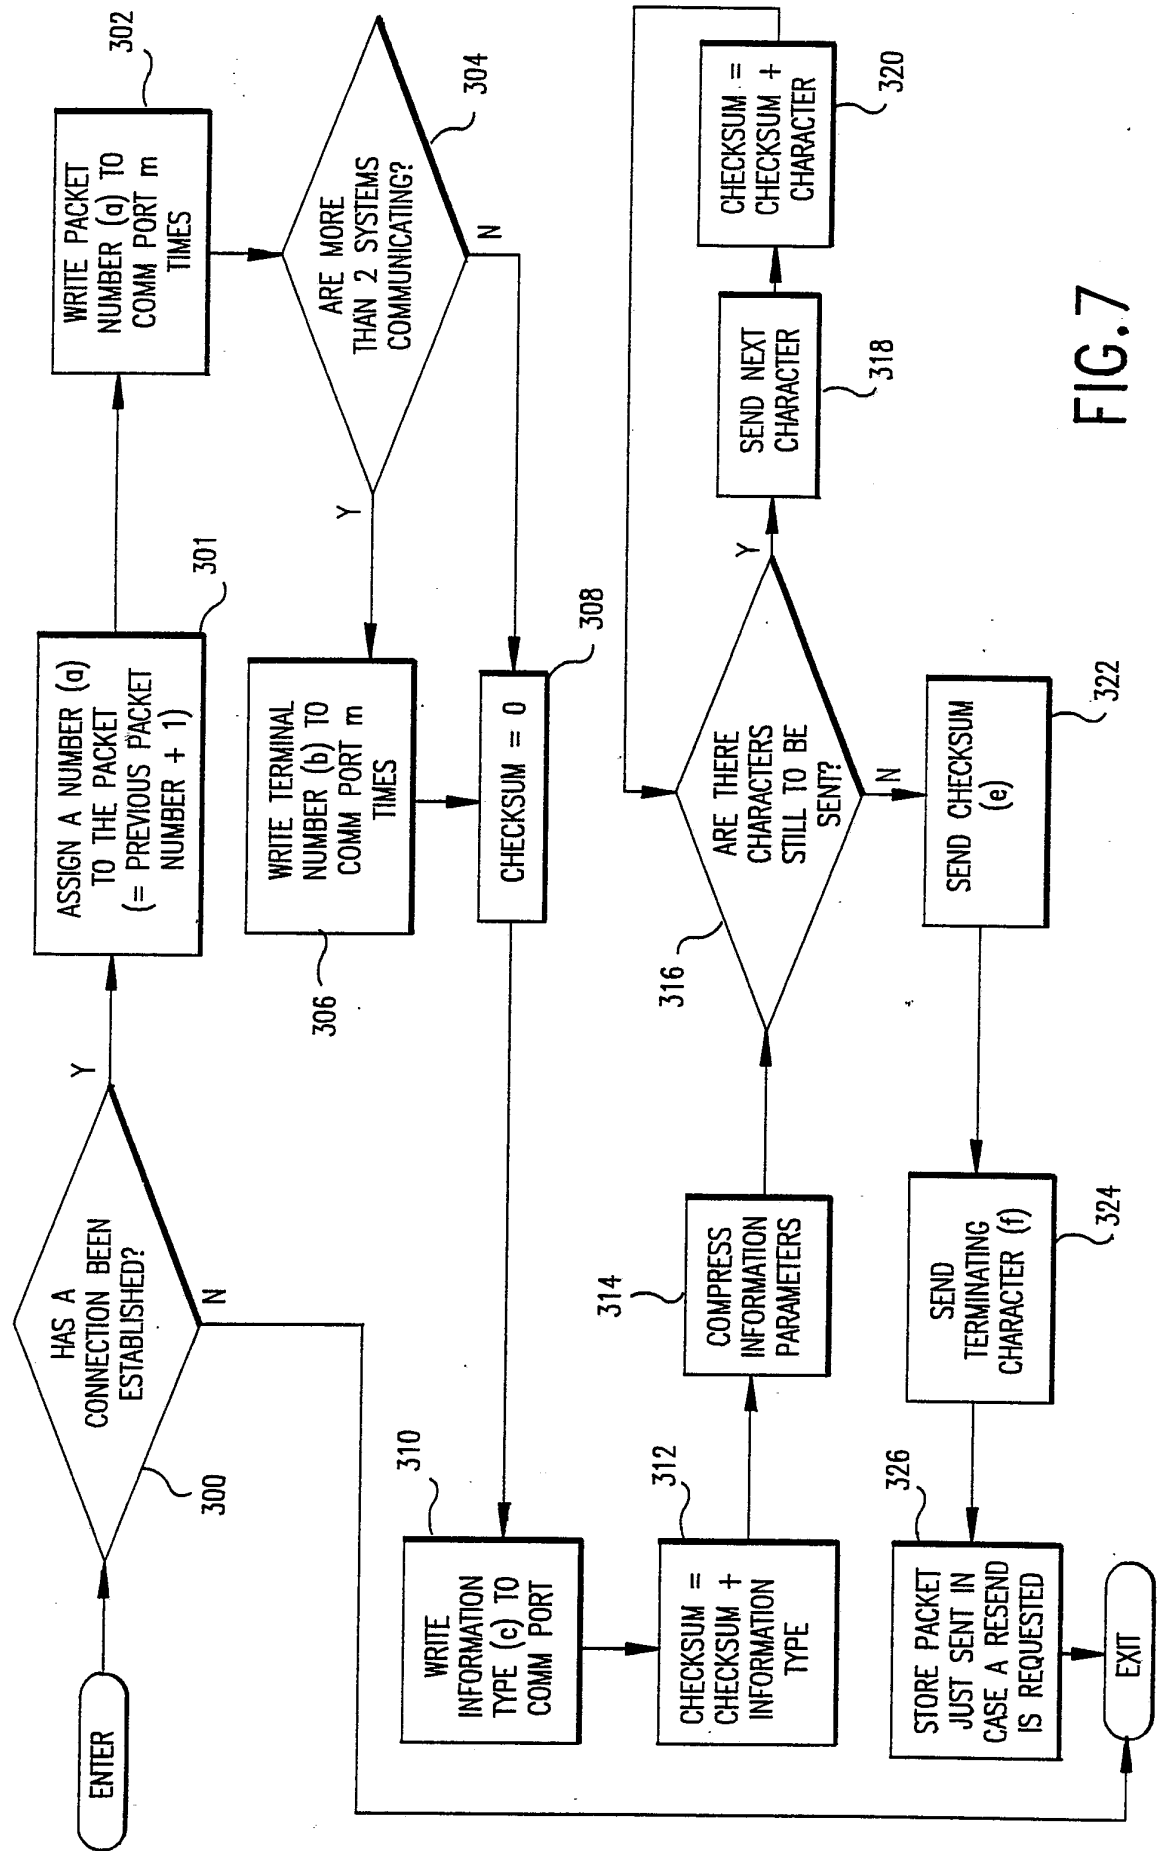 ENTER
HAS A
CONNECTION BEEN
ESTABLISHED?
300
Y
N
ASSIGN A NUMBER (a)
TO THE PACKET
(= PREVIOUS PACKET
NUMBER + 1)
301
WRITE PACKET
NUMBER (a) TO
COMM PORT m
TIMES
302
ARE MORE
THAN 2 SYSTEMS
COMMUNICATING?
304
Y
N
WRITE TERMINAL
NUMBER (b) TO
COMM PORT m
TIMES
306
CHECKSUM = 0
308
310
WRITE
INFORMATION
TYPE (c) TO
COMM PORT
312
CHECKSUM =
CHECKSUM +
INFORMATION
TYPE
314
COMPRESS
INFORMATION
PARAMETERS
316
ARE THERE
CHARACTERS
STILL TO BE
SENT?
Y
N
SEND NEXT
CHARACTER
318
CHECKSUM =
CHECKSUM +
CHARACTER
320
SEND CHECKSUM
(e)
322
SEND
TERMINATING
CHARACTER (f)
324
326
STORE PACKET
JUST SENT IN
CASE A RESEND
IS REQUESTED
EXIT
FIG.7